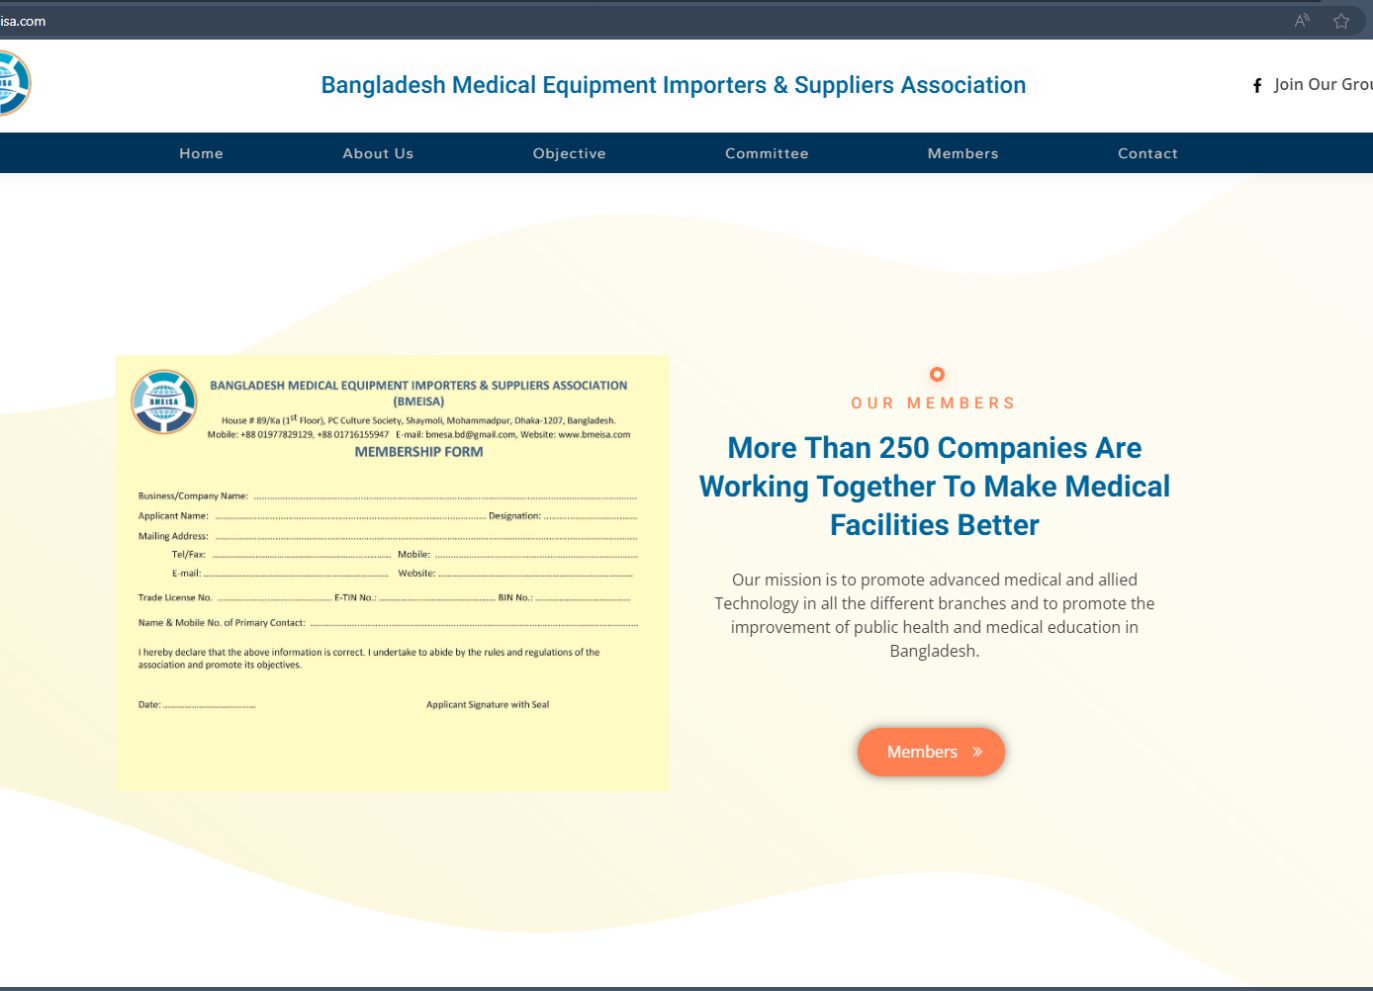 isa.com
Bangladesh Medical Equipment Importers & Suppliers Association
Join Our Grou
Home About Us Objective Committee Members Contact
BMEISA
BANGLADESH MEDICAL EQUIPMENT IMPORTERS & SUPPLIERS ASSOCIATION
(BMEISA)
House # 89/Ka (1st Floor), PC Culture Society, Shaymoli, Mohammadpur, Dhaka-1207, Bangladesh.
Mobile: +88 01977829129, +88 01716155947 E-mail: bmesa.bd@gmail.com, Website: www.bmeisa.com
MEMBERSHIP FORM
Business/Company Name:
Applicant Name: Designation:
Mailing Address:
Tel/Fax: Mobile:
E-mail: Website:
Trade License No. E-TIN No.: BIN No.:
Name & Mobile No. of Primary Contact:
I hereby declare that the above information is correct. I undertake to abide by the rules and regulations of the
association and promote its objectives.
Date: Applicant Signature with Seal
OUR MEMBERS
More Than 250 Companies Are
Working Together To Make Medical
Facilities Better
Our mission is to promote advanced medical and allied
Technology in all the different branches and to promote the
improvement of public health and medical education in
Bangladesh.
Members »